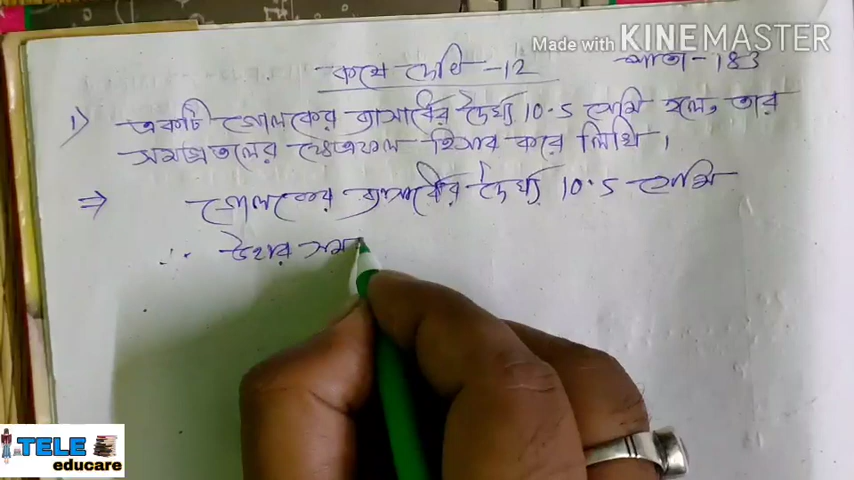 Made with KINEMASTER
কষে দেখি -12 পাতা - 183
1) একটি গোলকের ব্যাসার্ধের দৈর্ঘ্য 10.5 সেমি হলে, তার
সমগ্রতলের ক্ষেত্রফল হিসাব করে লিখি।
⇒ গোলকের ব্যাসার্ধের দৈর্ঘ্য 10.5 সেমি
∴ উহার সম
TELE
educare